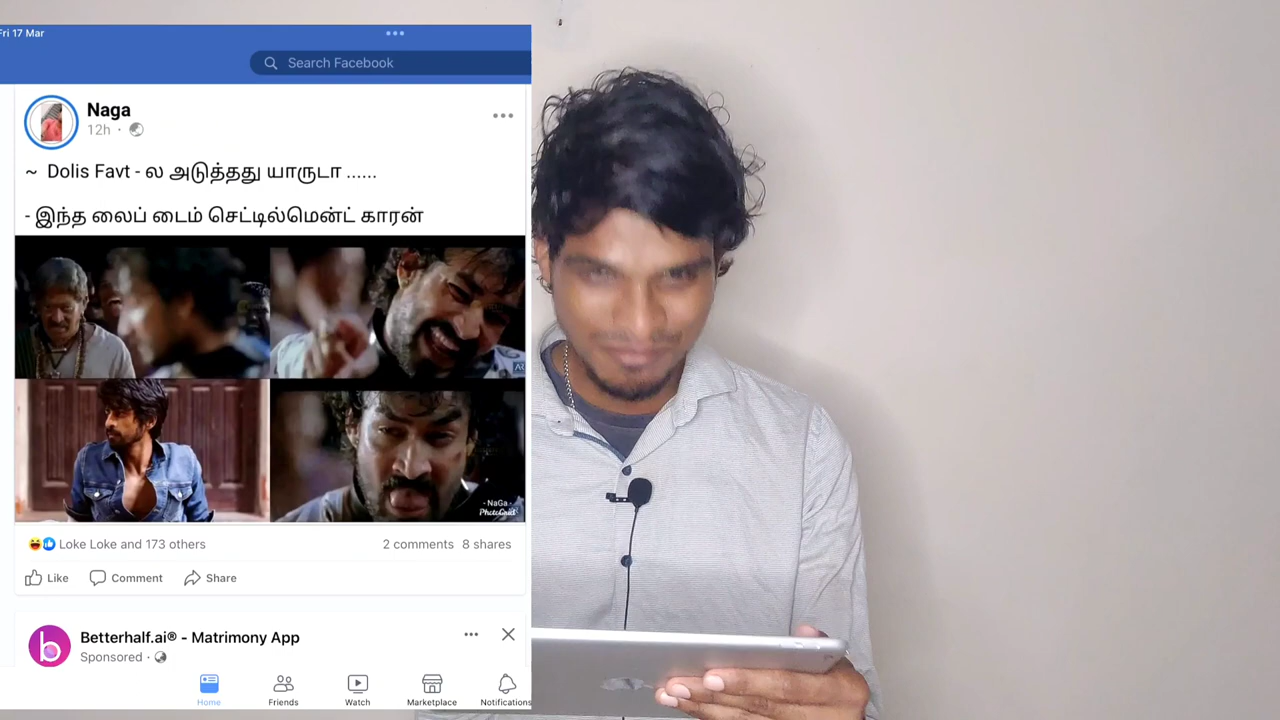 Fri 17 Mar
Search Facebook
Naga
12h ·
~ Dolis Favt - ல அடுத்தது யாருடா ......
- இந்த லைப் டைம் செட்டில்மென்ட் காரன்
- NaGa -
PhotoGrid
Loke Loke and 173 others
2 comments 8 shares
Like Comment Share
Betterhalf.ai® - Matrimony App
Sponsored ·
Home Friends Watch Marketplace Notifications